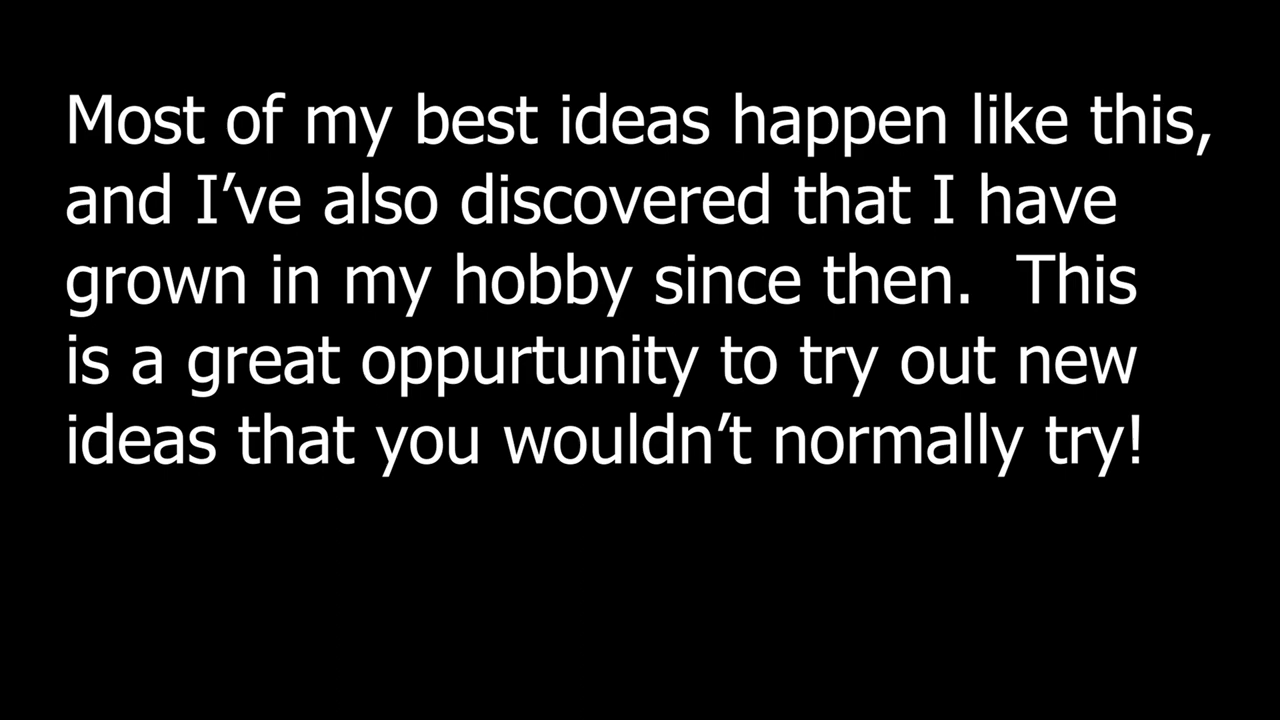 Most of my best ideas happen like this,
and I’ve also discovered that I have
grown in my hobby since then.  This
is a great oppurtunity to try out new
ideas that you wouldn’t normally try!